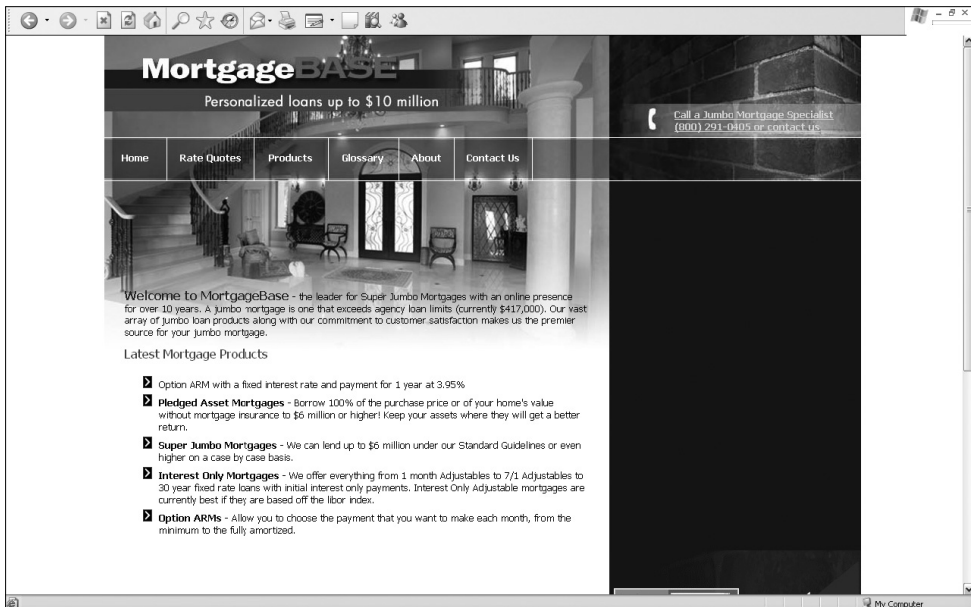 MortgageBASE
Personalized loans up to $10 million
Call a Jumbo Mortgage Specialist
(800) 291-0405 or contact us
Home Rate Quotes Products Glossary About Contact Us
Welcome to MortgageBase - the leader for Super Jumbo Mortgages with an online presence
for over 10 years. A jumbo mortgage is one that exceeds agency loan limits (currently $417,000). Our vast
array of jumbo loan products along with our commitment to customer satisfaction makes us the premier
source for your jumbo mortgage.
Latest Mortgage Products
Option ARM with a fixed interest rate and payment for 1 year at 3.95%
Pledged Asset Mortgages - Borrow 100% of the purchase price or of your home's value
without mortgage insurance to $6 million or higher! Keep your assets where they will get a better
return.
Super Jumbo Mortgages - We can lend up to $6 million under our Standard Guidelines or even
higher on a case by case basis.
Interest Only Mortgages - We offer everything from 1 month Adjustables to 7/1 Adjustables to
30 year fixed rate loans with initial interest only payments. Interest Only Adjustable mortgages are
currently best if they are based off the libor index.
Option ARMs - Allow you to choose the payment that you want to make each month, from the
minimum to the fully amortized.
My Computer